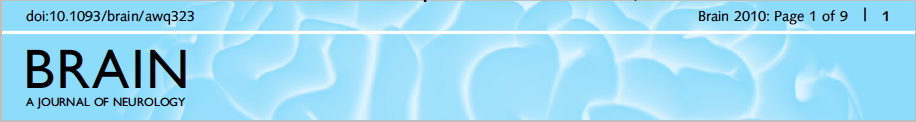 doi:10.1093/brain/awq323
Brain 2010: Page 1 of 9 | 1
BRAIN
A JOURNAL OF NEUROLOGY